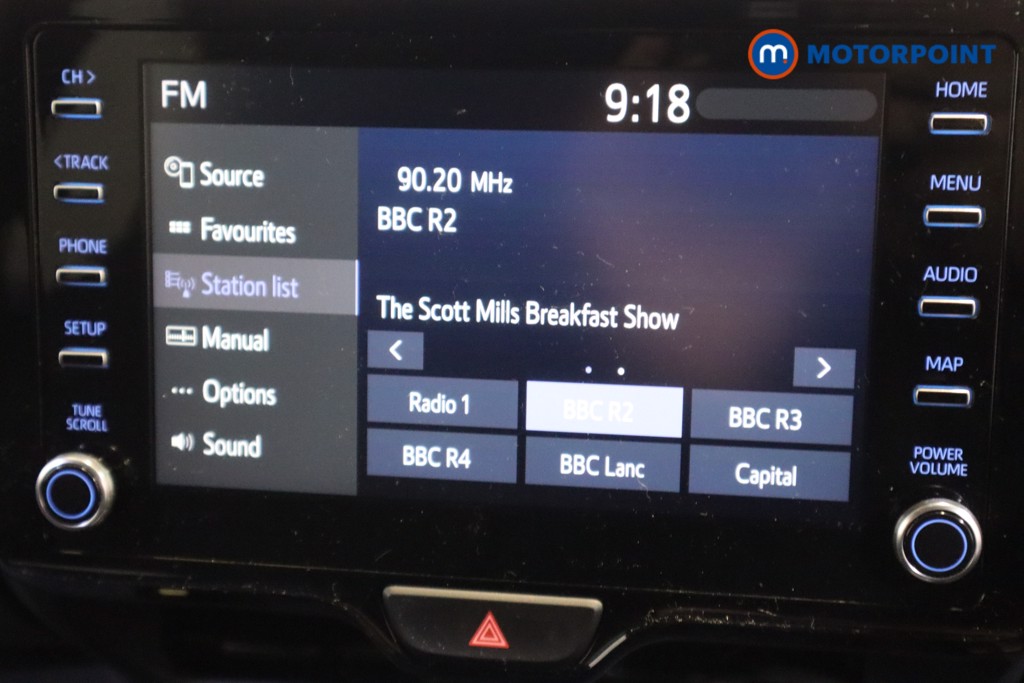 m MOTORPOINT
CH >
FM
9:18
HOME
<TRACK
Source
90.20 MHz
MENU
BBC R2
Favourites
PHONE
Station list
AUDIO
The Scott Mills Breakfast Show
SETUP
Manual
<
>
MAP
Options
Radio 1
BBC R2
BBC R3
TUNE
SCROLL
Sound
BBC R4
BBC Lanc
Capital
POWER
VOLUME